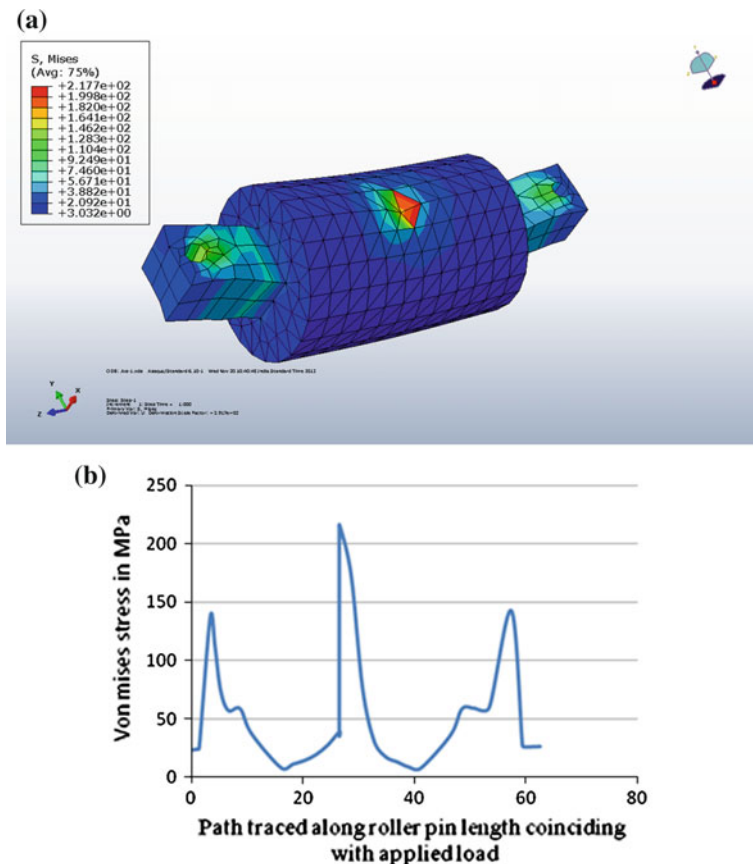 (a)
S, Mises
(Avg: 75%)
+2.177e+02
+1.998e+02
+1.820e+02
+1.641e+02
+1.462e+02
+1.283e+02
+1.104e+02
+9.249e+01
+7.460e+01
+5.671e+01
+3.882e+01
+2.092e+01
+3.032e+00
Y
X
Z
(b)
Von mises stress in MPa
250
200
150
100
50
0
0 20 40 60 80
Path traced along roller pin length coinciding
with applied load